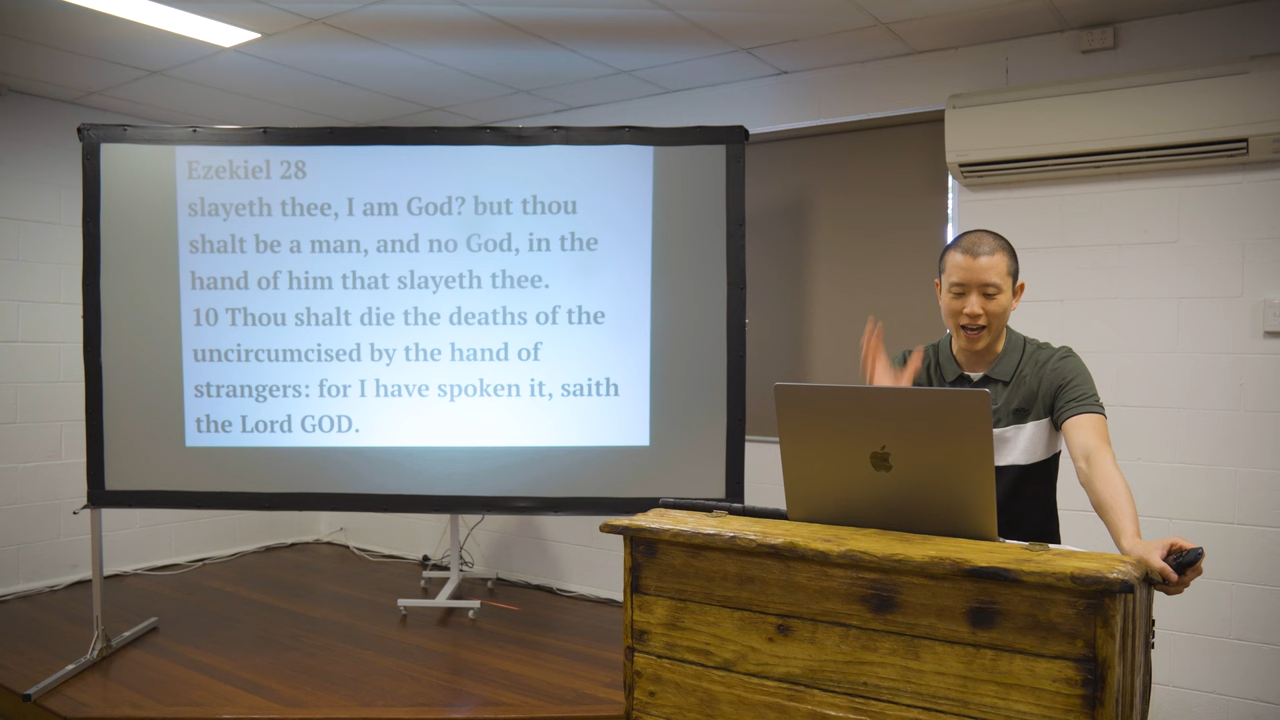 Ezekiel 28
slayeth thee, I am God? but thou
shalt be a man, and no God, in the
hand of him that slayeth thee.
10 Thou shalt die the deaths of the
uncircumcised by the hand of
strangers: for I have spoken it, saith
the Lord GOD.